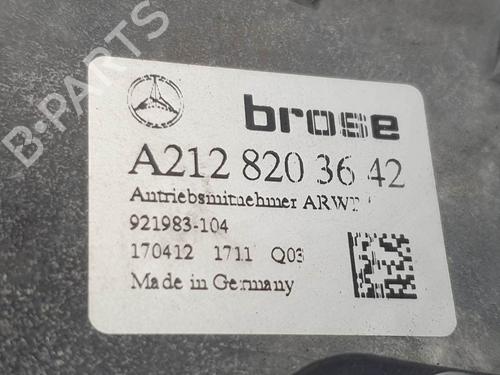 B-PARTS
brose
A212 820 36 42
Antriebsmitnehmer ARWT
921983-104
170412 1711 Q03
Made in Germany